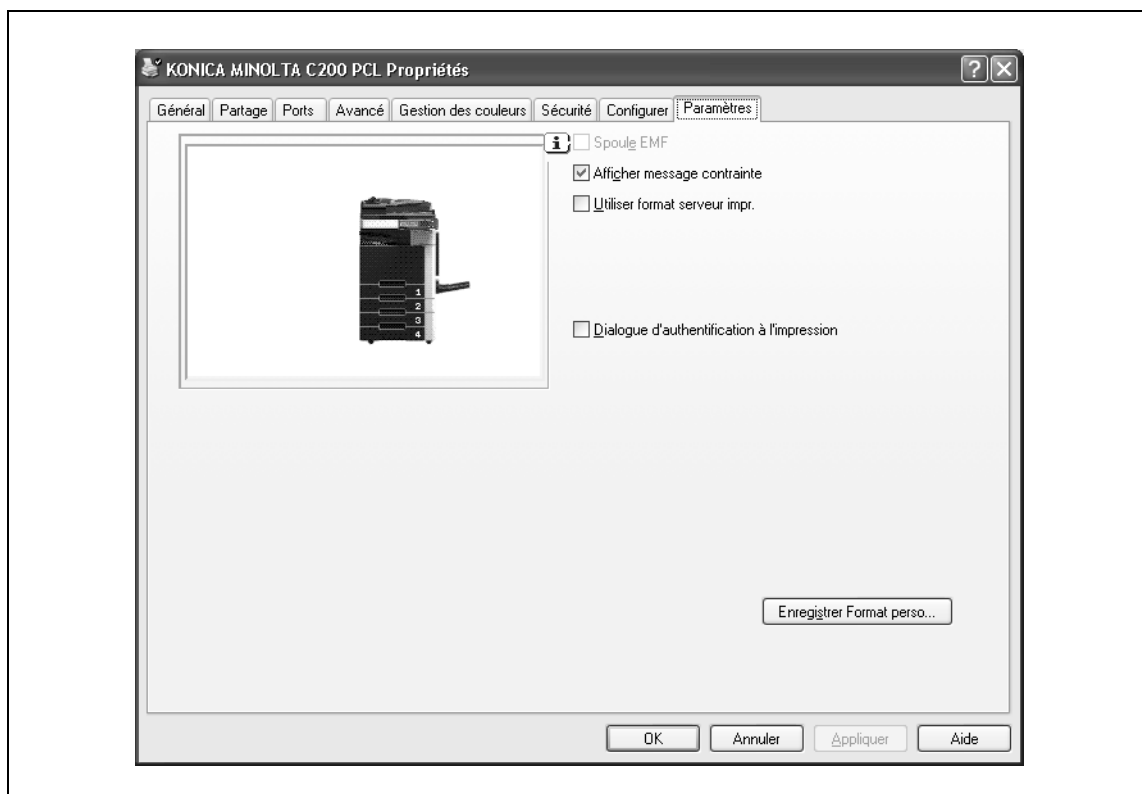 KONICA MINOLTA C200 PCL Propriétés
Général Partage Ports Avancé Gestion des couleurs Sécurité Configurer Paramètres
Spoule EMF
Afficher message contrainte
Utiliser format serveur impr.
1
2
3
4
Dialogue d'authentification à l'impression
Enregistrer Format perso...
OK Annuler Appliquer Aide